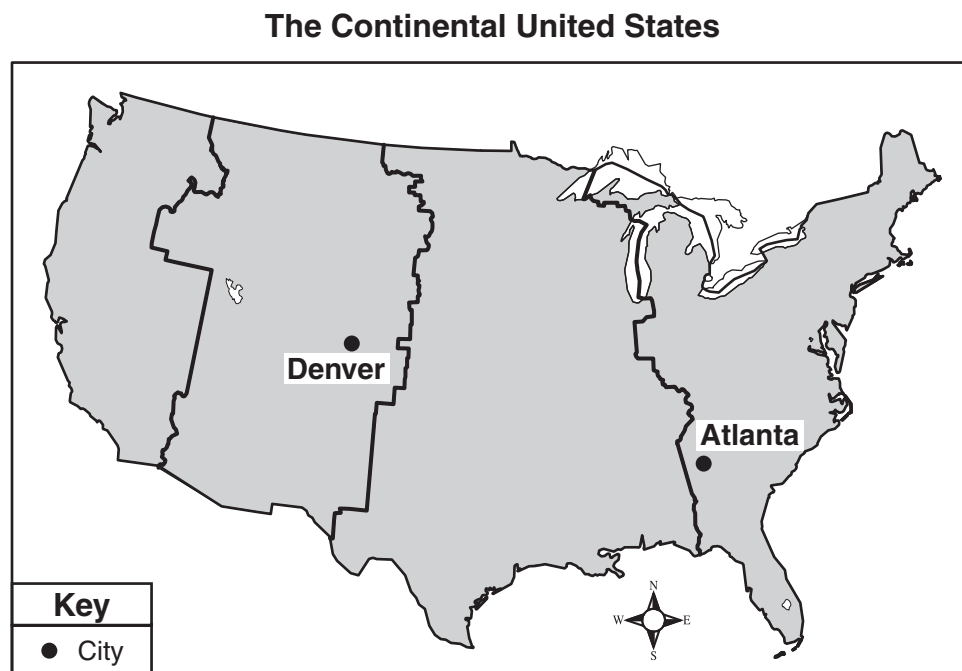 The Continental United States
Denver
Atlanta
N
W E
S
Key
City